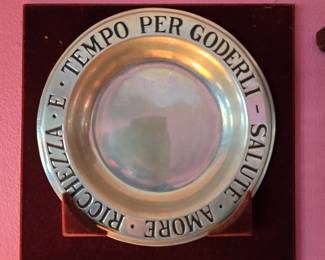 SALUTE · AMORE · RICCHEZZA · E · TEMPO PER GODERLI -